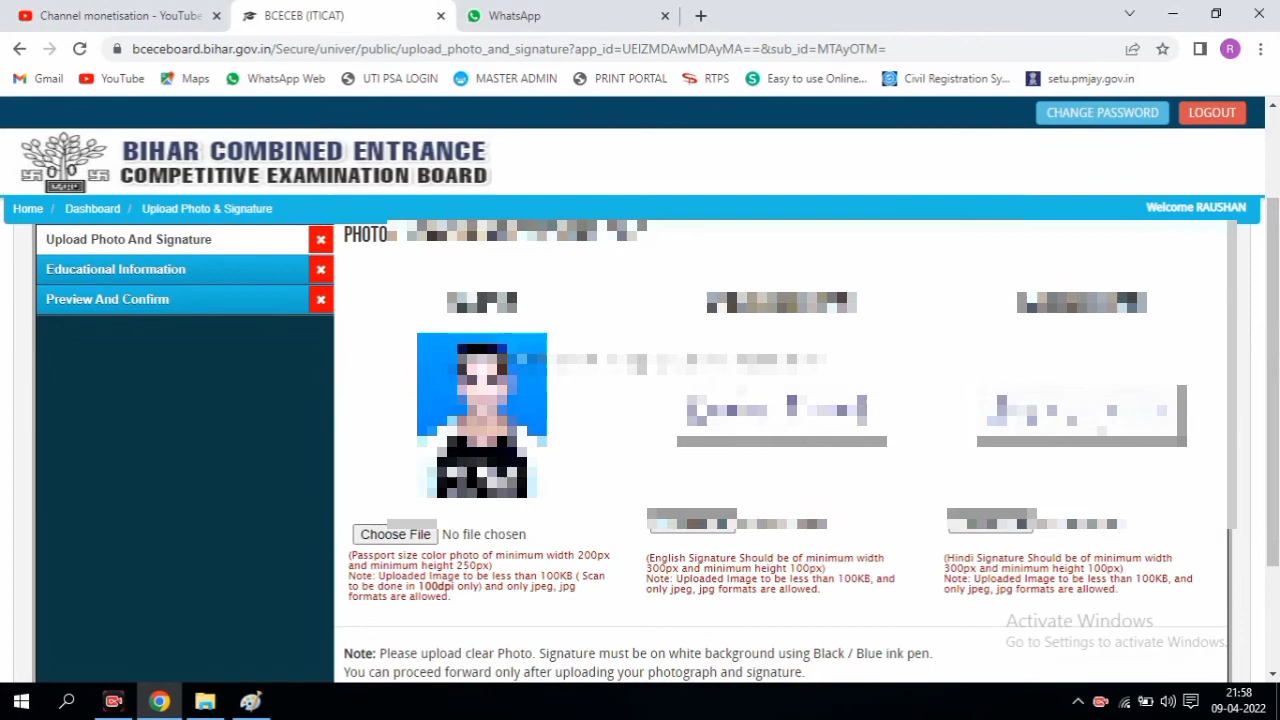 Channel monetisation - YouTube
BCECEB (ITICAT)
WhatsApp
bceceboard.bihar.gov.in/Secure/univer/public/upload_photo_and_signature?app_id=UEIZMDAwMDAyMA==&sub_id=MTAyOTM=
R
Gmail
YouTube
Maps
WhatsApp Web
UTI PSA LOGIN
MASTER ADMIN
PRINT PORTAL
RTPS
Easy to use Online...
Civil Registration Sy...
setu.pmjay.gov.in
CHANGE PASSWORD
LOGOUT
BIHAR COMBINED ENTRANCE
COMPETITIVE EXAMINATION BOARD
Home / Dashboard / Upload Photo & Signature
Welcome RAUSHAN
Upload Photo And Signature
Educational Information
Preview And Confirm
PHOTO
Choose File No file chosen
(Passport size color photo of minimum width 200px
and minimum height 250px)
Note: Uploaded Image to be less than 100KB ( Scan
to be done in 100dpi only) and only jpeg, jpg
formats are allowed.
(English Signature Should be of minimum width
300px and minimum height 100px)
Note: Uploaded Image to be less than 100KB, and
only jpeg, jpg formats are allowed.
(Hindi Signature Should be of minimum width
300px and minimum height 100px)
Note: Uploaded Image to be less than 100KB, and
only jpeg, jpg formats are allowed.
Activate Windows
Go to Settings to activate Windows.
Note: Please upload clear Photo. Signature must be on white background using Black / Blue ink pen.
You can proceed forward only after uploading your photograph and signature.
21:58
09-04-2022